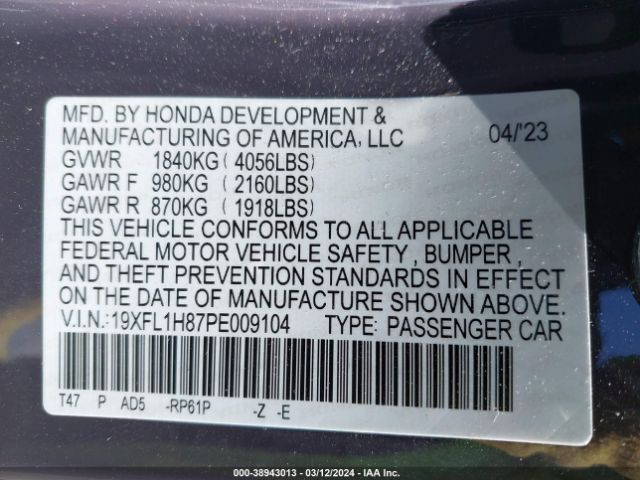 MFD. BY HONDA DEVELOPMENT &
MANUFACTURING OF AMERICA, LLC 04/'23
GVWR 1840KG ( 4056LBS)
GAWR F 980KG ( 2160LBS)
GAWR R 870KG ( 1918LBS)
THIS VEHICLE CONFORMS TO ALL APPLICABLE
FEDERAL MOTOR VEHICLE SAFETY , BUMPER ,
AND THEFT PREVENTION STANDARDS IN EFFECT
ON THE DATE OF MANUFACTURE SHOWN ABOVE.
V.I.N.:19XFL1H87PE009104 TYPE: PASSENGER CAR
T47 P AD5 -RP61P -Z -E
000-38943013 - 03/12/2024 - IAA Inc.